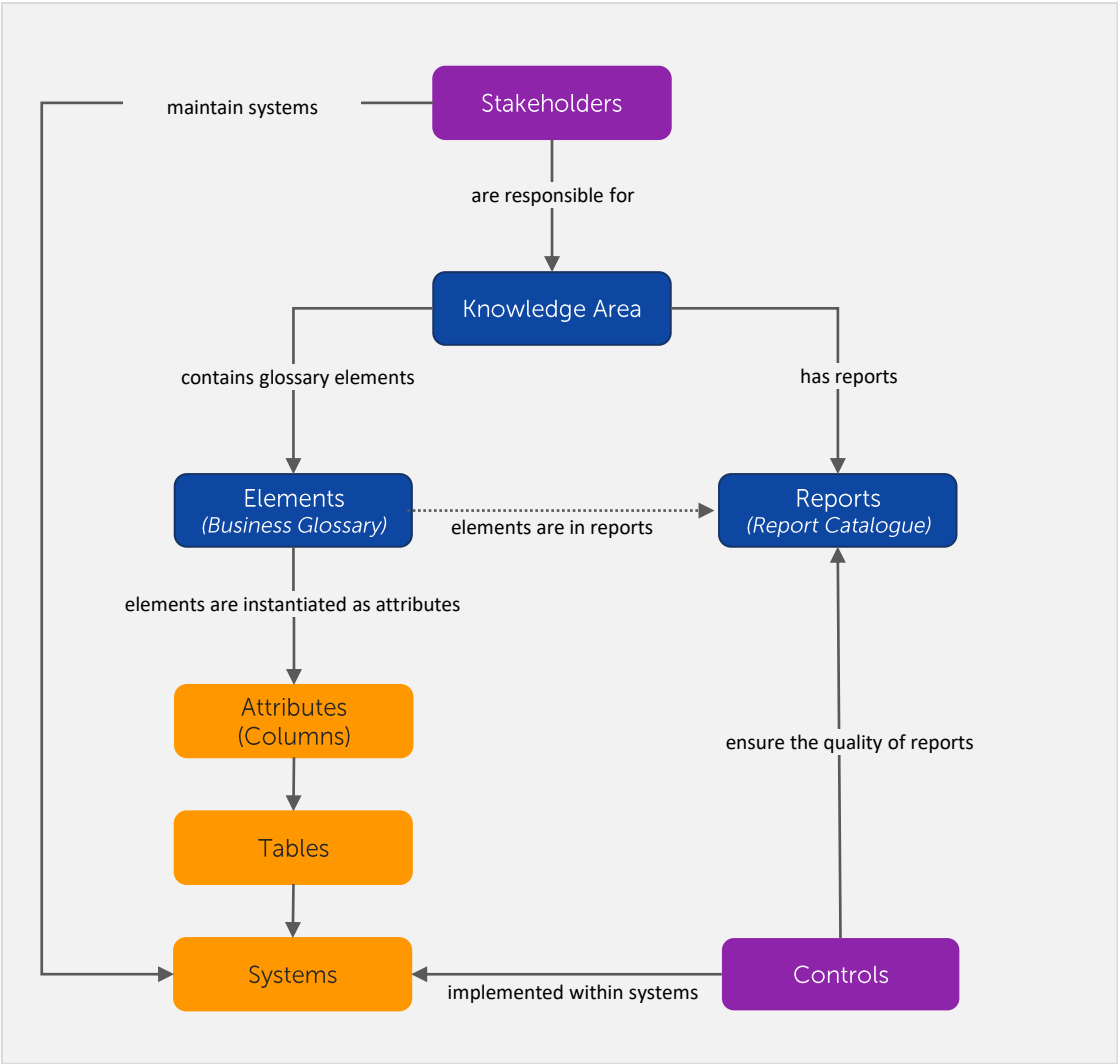 Stakeholders
maintain systems
are responsible for
Knowledge Area
contains glossary elements
has reports
Elements
(Business Glossary)
Reports
(Report Catalogue)
elements are in reports
elements are instantiated as attributes
Attributes
(Columns)
ensure the quality of reports
Tables
Systems
Controls
implemented within systems